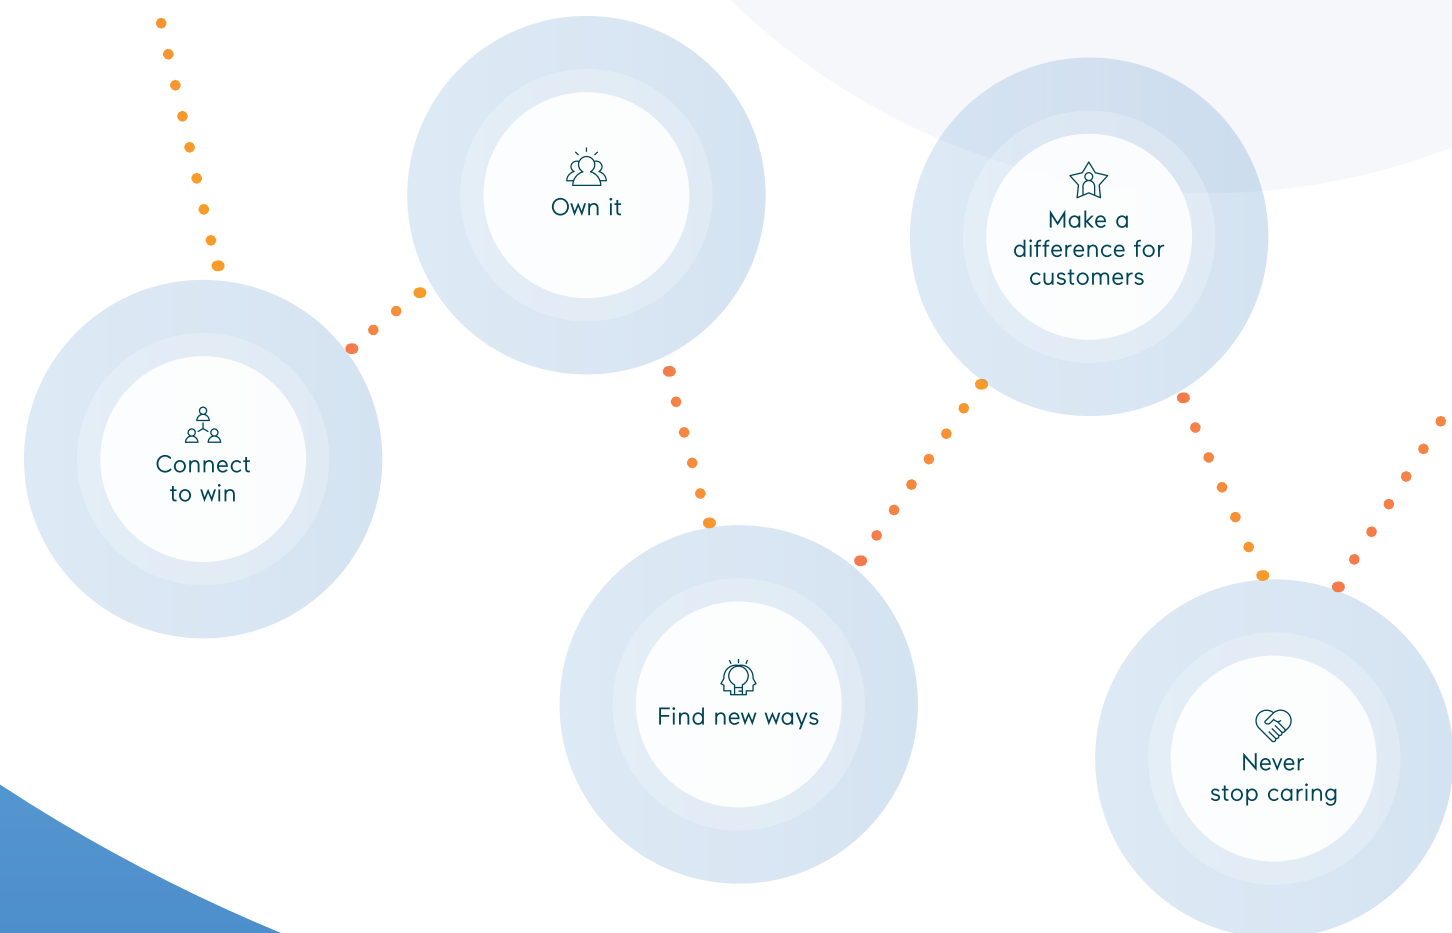 Connect
to win
Own it
Find new ways
Make a
difference for
customers
Never
stop caring